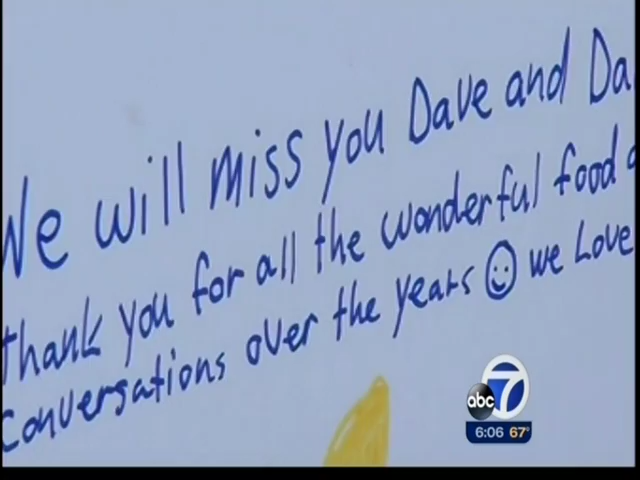 We will miss you Dave and Da
thank you for all the wonderful food
conversations over the years we Love
abc 7
6:06 67°